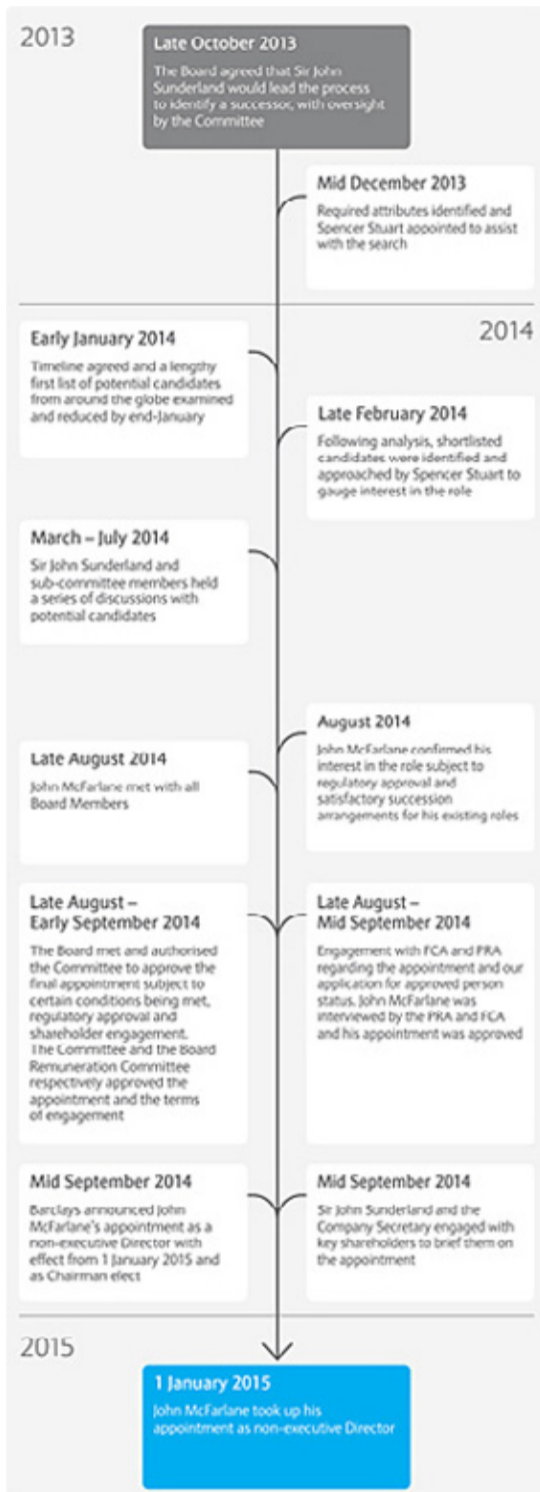 2013
Late October 2013
The Board agreed that Sir John
Sunderland would lead the process
to identify a successor, with oversight
by the Committee
Mid December 2013
Required attributes identified and
Spencer Stuart appointed to assist
with the search
2014
Early January 2014
Timeline agreed and a lengthy
first list of potential candidates
from around the globe examined
and reduced by end-January
Late February 2014
Following analysis, shortlisted
candidates were identified and
approached by Spencer Stuart to
gauge interest in the role
March – July 2014
Sir John Sunderland and
sub-committee members held
a series of discussions with
potential candidates
August 2014
John McFarlane confirmed his
interest in the role subject to
regulatory approval and
satisfactory succession
arrangements for his existing roles
Late August 2014
John McFarlane met with all
Board Members
Late August –
Early September 2014
The Board met and authorised
the Committee to approve the
final appointment subject to
certain conditions being met,
regulatory approval and
shareholder engagement.
The Committee and the Board
Remuneration Committee
respectively approved the
appointment and the terms
of engagement
Late August –
Mid September 2014
Engagement with FCA and PRA
regarding the appointment and our
application for approved person
status. John McFarlane was
interviewed by the PRA and FCA
and his appointment was approved
Mid September 2014
Barclays announced John
McFarlane's appointment as a
non-executive Director with
effect from 1 January 2015 and
as Chairman elect
Mid September 2014
Sir John Sunderland and the
Company Secretary engaged with
key shareholders to brief them on
the appointment
2015
1 January 2015
John McFarlane took up his
appointment as non-executive Director